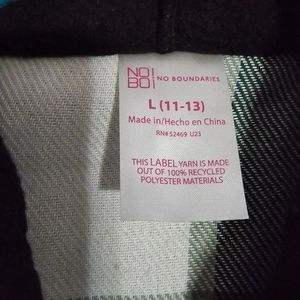 NO!
BO! NO BOUNDARIES
L (11-13)
Made in/Hecho en China
RN# 52469 U23
THIS LABEL YARN IS MADE
OUT OF 100% RECYCLED
POLYESTER MATERIALS